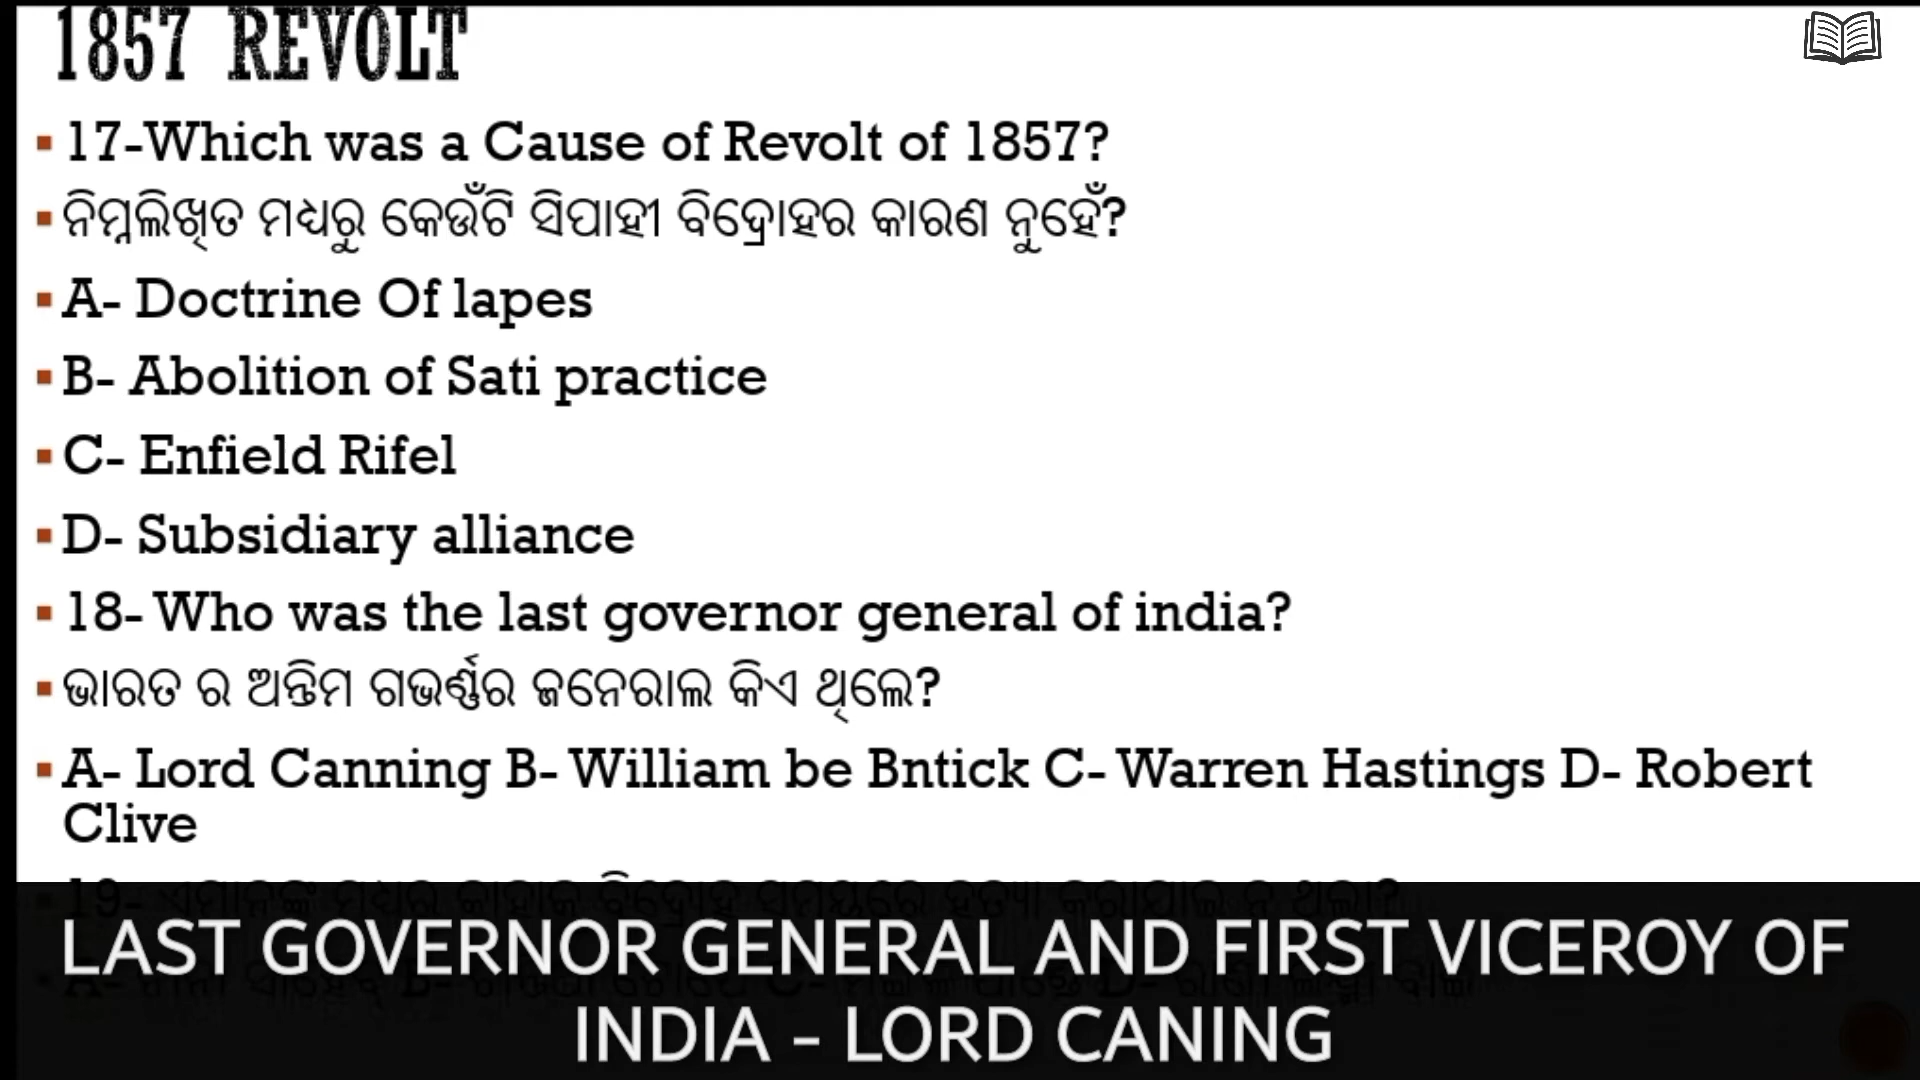 1857 REVOLT
17-Which was a Cause of Revolt of 1857?
ନିମ୍ନଲିଖିତ ମଧ୍ୟରୁ କେଉଁଟି ସିପାହୀ ବିଦ୍ରୋହର କାରଣ ନୁହେଁ?
A- Doctrine Of lapes
B- Abolition of Sati practice
C- Enfield Rifel
D- Subsidiary alliance
18- Who was the last governor general of india?
ଭାରତ ର ଅନ୍ତିମ ଗଭର୍ଣ୍ଣର ଜନେରାଲ କିଏ ଥିଲେ?
A- Lord Canning B- William be Bntick C- Warren Hastings D- Robert
Clive
19-
LAST GOVERNOR GENERAL AND FIRST VICEROY OF
INDIA – LORD CANING